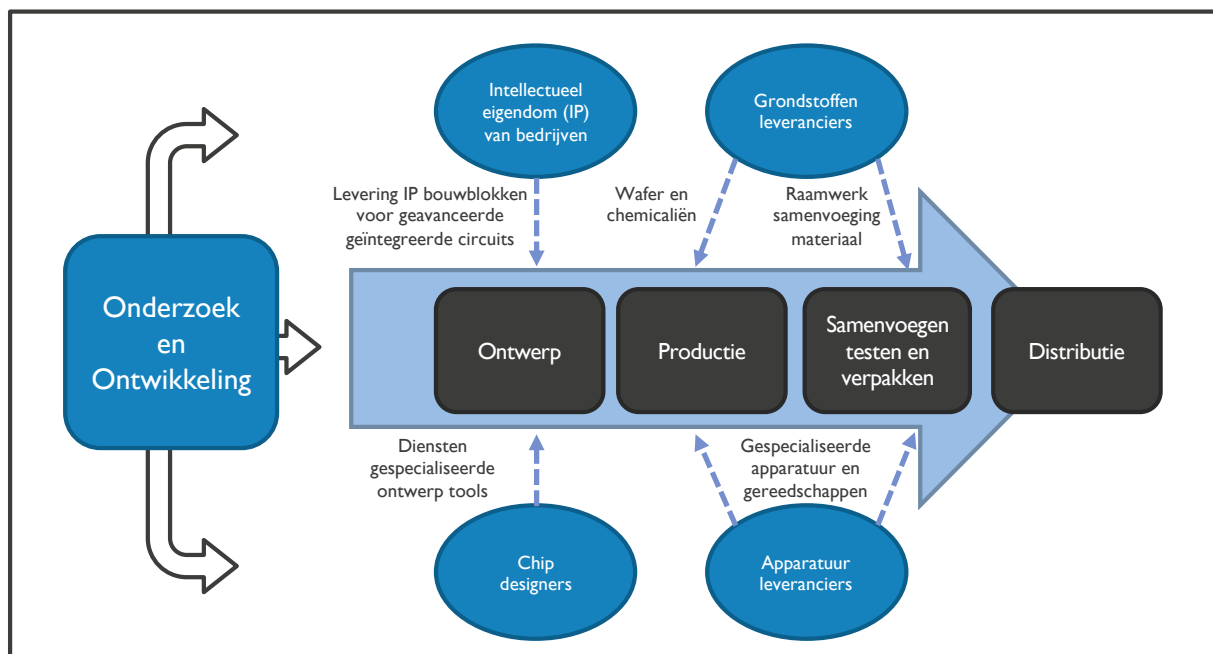 Intellectueel
eigendom (IP)
van bedrijven
Grondstoffen
leveranciers
Levering IP bouwblokken
voor geavanceerde
geïntegreerde circuits
Wafer en
chemicaliën
Raamwerk
samenvoeging
materiaal
Onderzoek
en
Ontwikkeling
Ontwerp
Productie
Samenvoegen
testen en
verpakken
Distributie
Diensten
gespecialiseerde
ontwerp tools
Gespecialiseerde
apparatuur en
gereedschappen
Chip
designers
Apparatuur
leveranciers